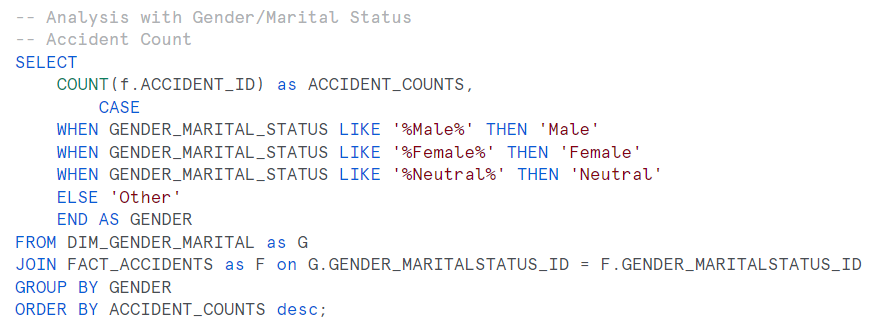 -- Analysis with Gender/Marital Status
-- Accident Count
SELECT
    COUNT(f.ACCIDENT_ID) as ACCIDENT_COUNTS,
        CASE
    WHEN GENDER_MARITAL_STATUS LIKE '%Male%' THEN 'Male'
    WHEN GENDER_MARITAL_STATUS LIKE '%Female%' THEN 'Female'
    WHEN GENDER_MARITAL_STATUS LIKE '%Neutral%' THEN 'Neutral'
    ELSE 'Other'
    END AS GENDER
FROM DIM_GENDER_MARITAL as G
JOIN FACT_ACCIDENTS as F on G.GENDER_MARITALSTATUS_ID = F.GENDER_MARITALSTATUS_ID
GROUP BY GENDER
ORDER BY ACCIDENT_COUNTS desc;